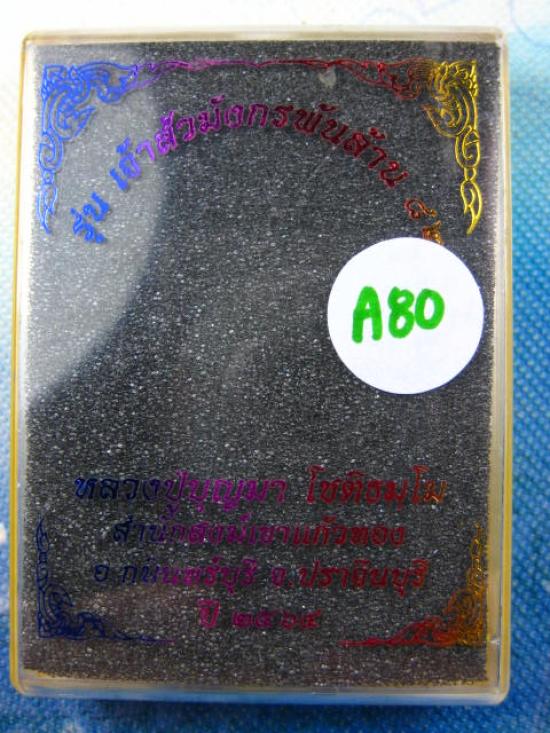 รุ่น เจ้าสัวมังกรพันล้าน ๘
A80
หลวงปู่บุญมา โชติธมฺโม
สำนักสงฆ์เขาแก้วทอง
อ.กบินทร์บุรี จ.ปราจีนบุรี
ปี ๒๕๖๔